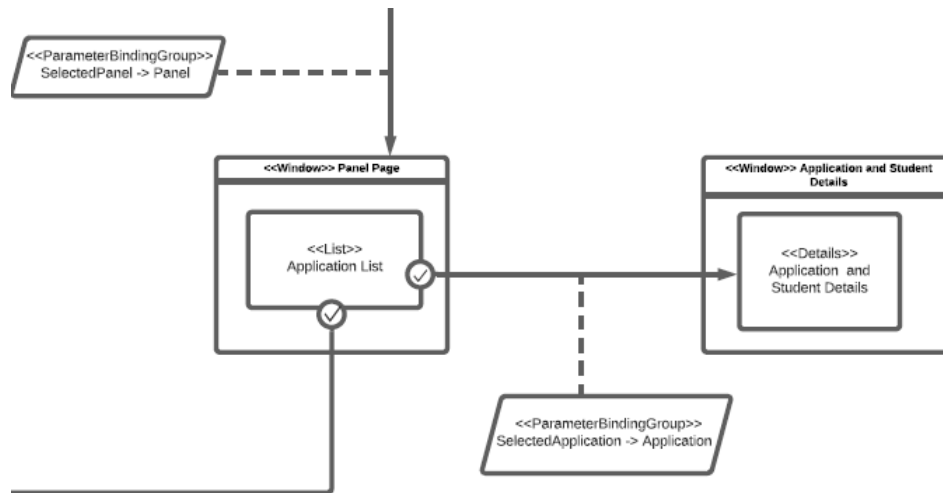 <<ParameterBindingGroup>>
SelectedPanel -> Panel
<<Window>> Panel Page
<<List>>
Application List
<<Window>> Application and Student
Details
<<Details>>
Application and
Student Details
<<ParameterBindingGroup>>
SelectedApplication -> Application